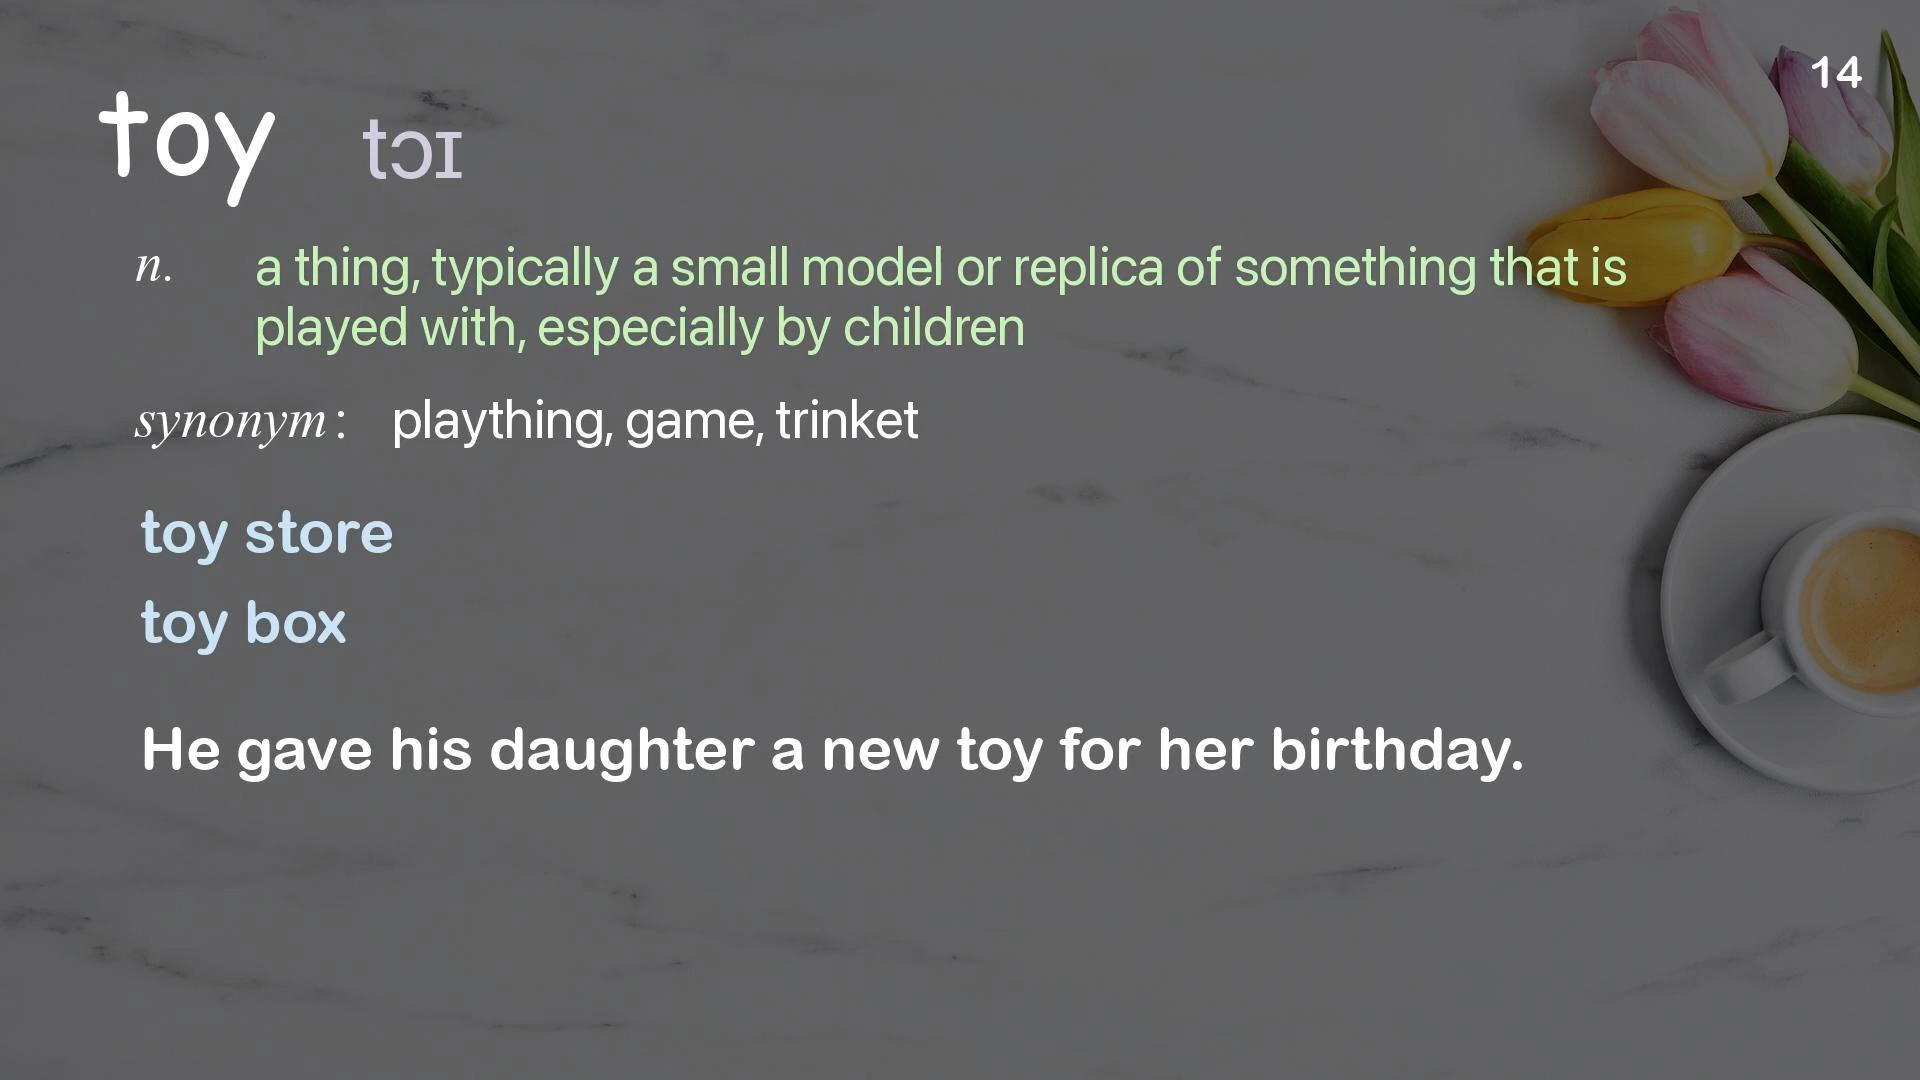 14
toy tɔɪ
n. a thing, typically a small model or replica of something that is
played with, especially by children
synonym: plaything, game, trinket
toy store
toy box
He gave his daughter a new toy for her birthday.